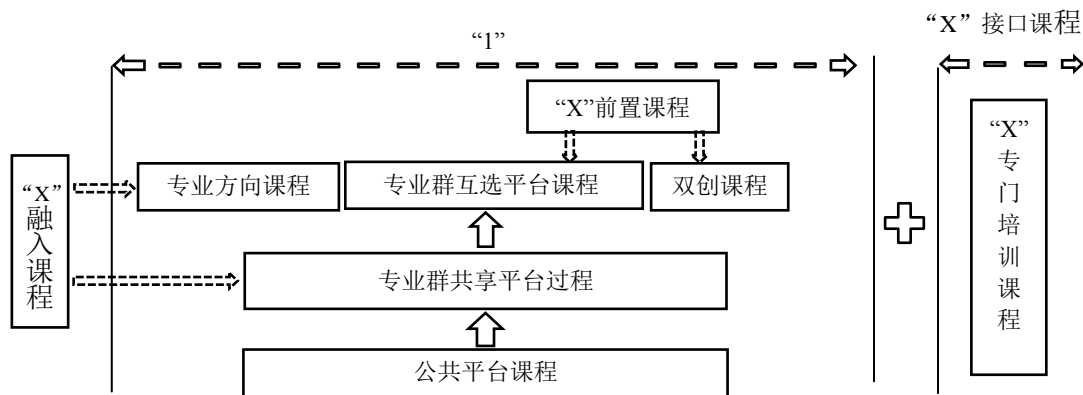 “X” 接口课程
“1”
“X”前置课程
“X”融入课程
专业方向课程
专业群互选平台课程
双创课程
专业群共享平台过程
公共平台课程
“X”专门培训课程